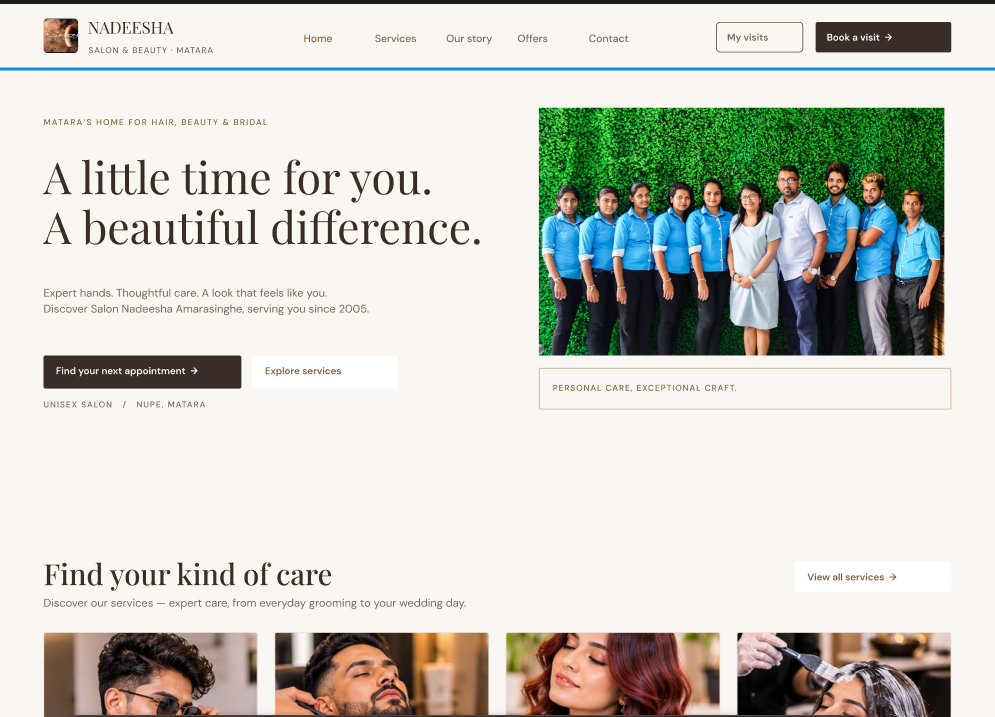 NADEESHA
SALON & BEAUTY · MATARA
Home
Services
Our story
Offers
Contact
My visits
Book a visit →
MATARA'S HOME FOR HAIR, BEAUTY & BRIDAL
A little time for you.
A beautiful difference.
Expert hands. Thoughtful care. A look that feels like you.
Discover Salon Nadeesha Amarasinghe, serving you since 2005.
Find your next appointment →
Explore services
UNISEX SALON / NUPE, MATARA
PERSONAL CARE, EXCEPTIONAL CRAFT.
Find your kind of care
Discover our services — expert care, from everyday grooming to your wedding day.
View all services →